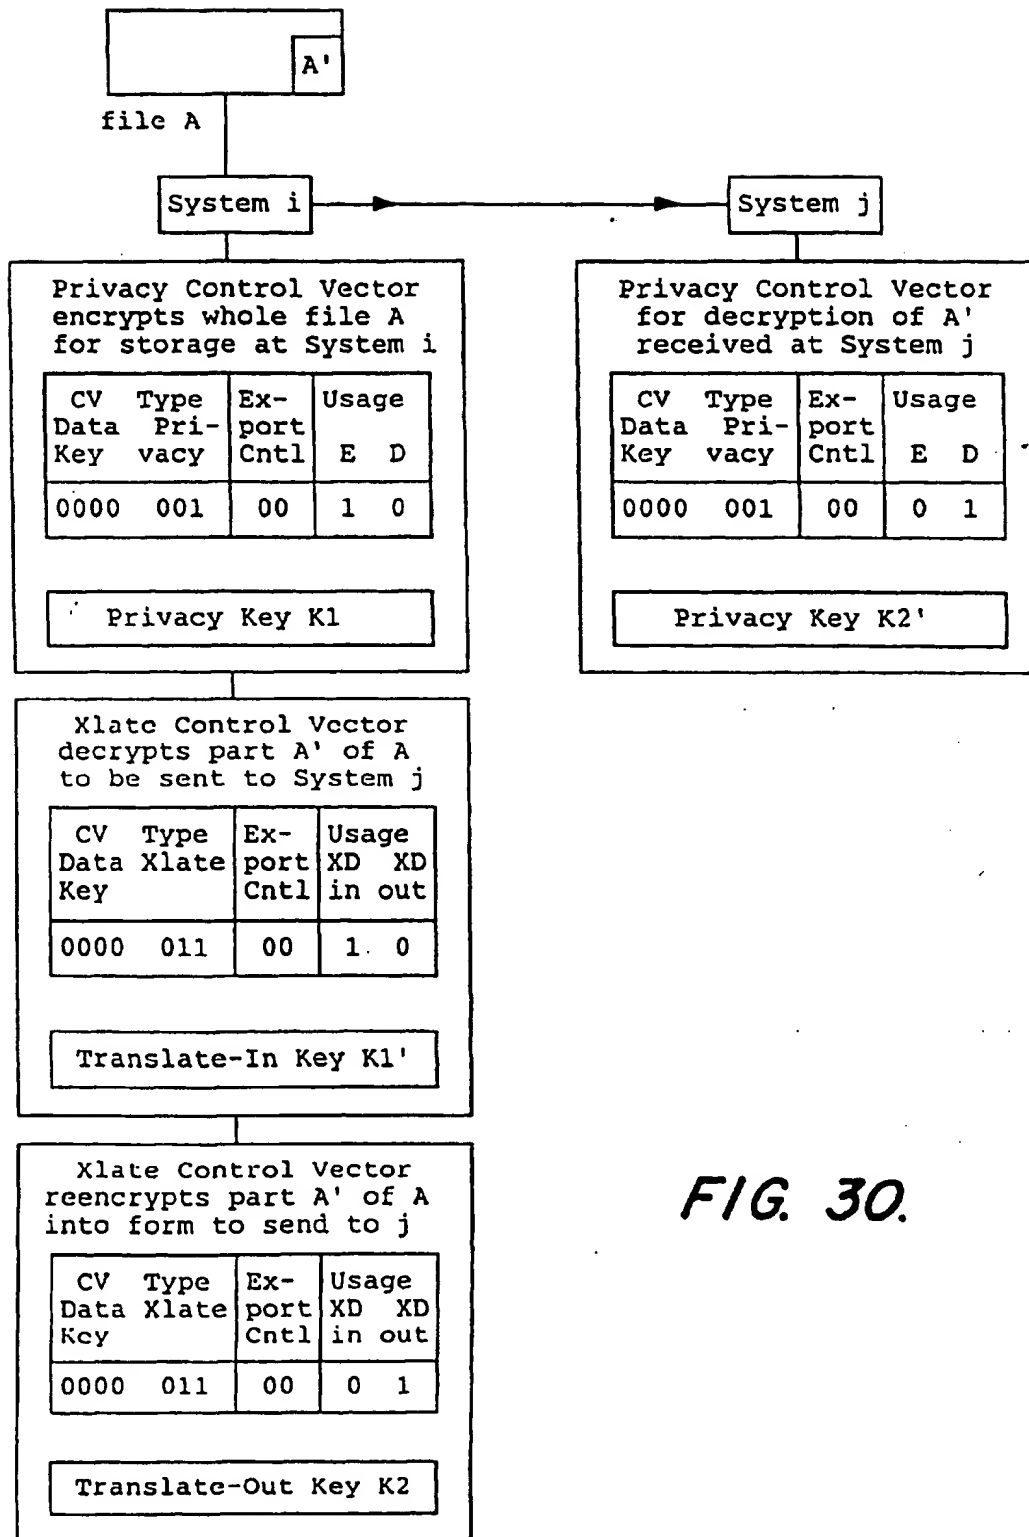 A'
file A
System i
System j
Privacy Control Vector
encrypts whole file A
for storage at System i
CV Type Ex- Usage
Data Pri- port
Key vacy Cntl E D
0000 001 00 1 0
Privacy Key K1
Privacy Control Vector
for decryption of A'
received at System j
CV Type Ex- Usage
Data Pri- port
Key vacy Cntl E D
0000 001 00 0 1
Privacy Key K2'
Xlate Control Vector
decrypts part A' of A
to be sent to System j
CV Type Ex- Usage
Data Xlate port XD XD
Key Cntl in out
0000 011 00 1 0
Translate-In Key K1'
Xlate Control Vector
reencrypts part A' of A
into form to send to j
CV Type Ex- Usage
Data Xlate port XD XD
Key Cntl in out
0000 011 00 0 1
Translate-Out Key K2
FIG. 30.